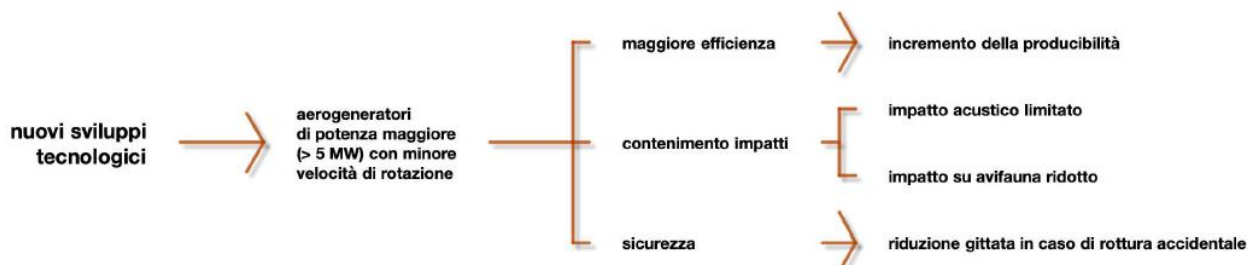 nuovi sviluppi
tecnologici
aerogeneratori
di potenza maggiore
(> 5 MW) con minore
velocità di rotazione
maggiore efficienza
incremento della producibilità
contenimento impatti
impatto acustico limitato
impatto su avifauna ridotto
sicurezza
riduzione gittata in caso di rottura accidentale